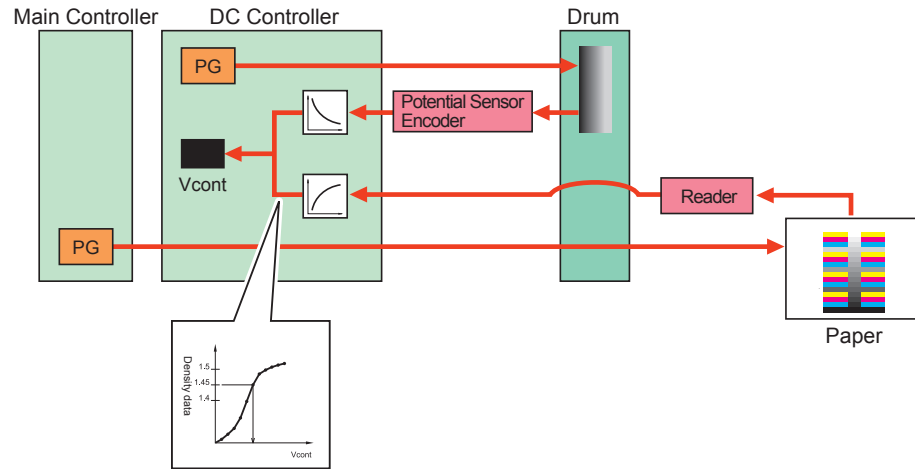 Main Controller
DC Controller
Drum
PG
Potential Sensor
Encoder
Vcont
Reader
PG
Paper
Density data
1.5
1.45
1.4
Vcont